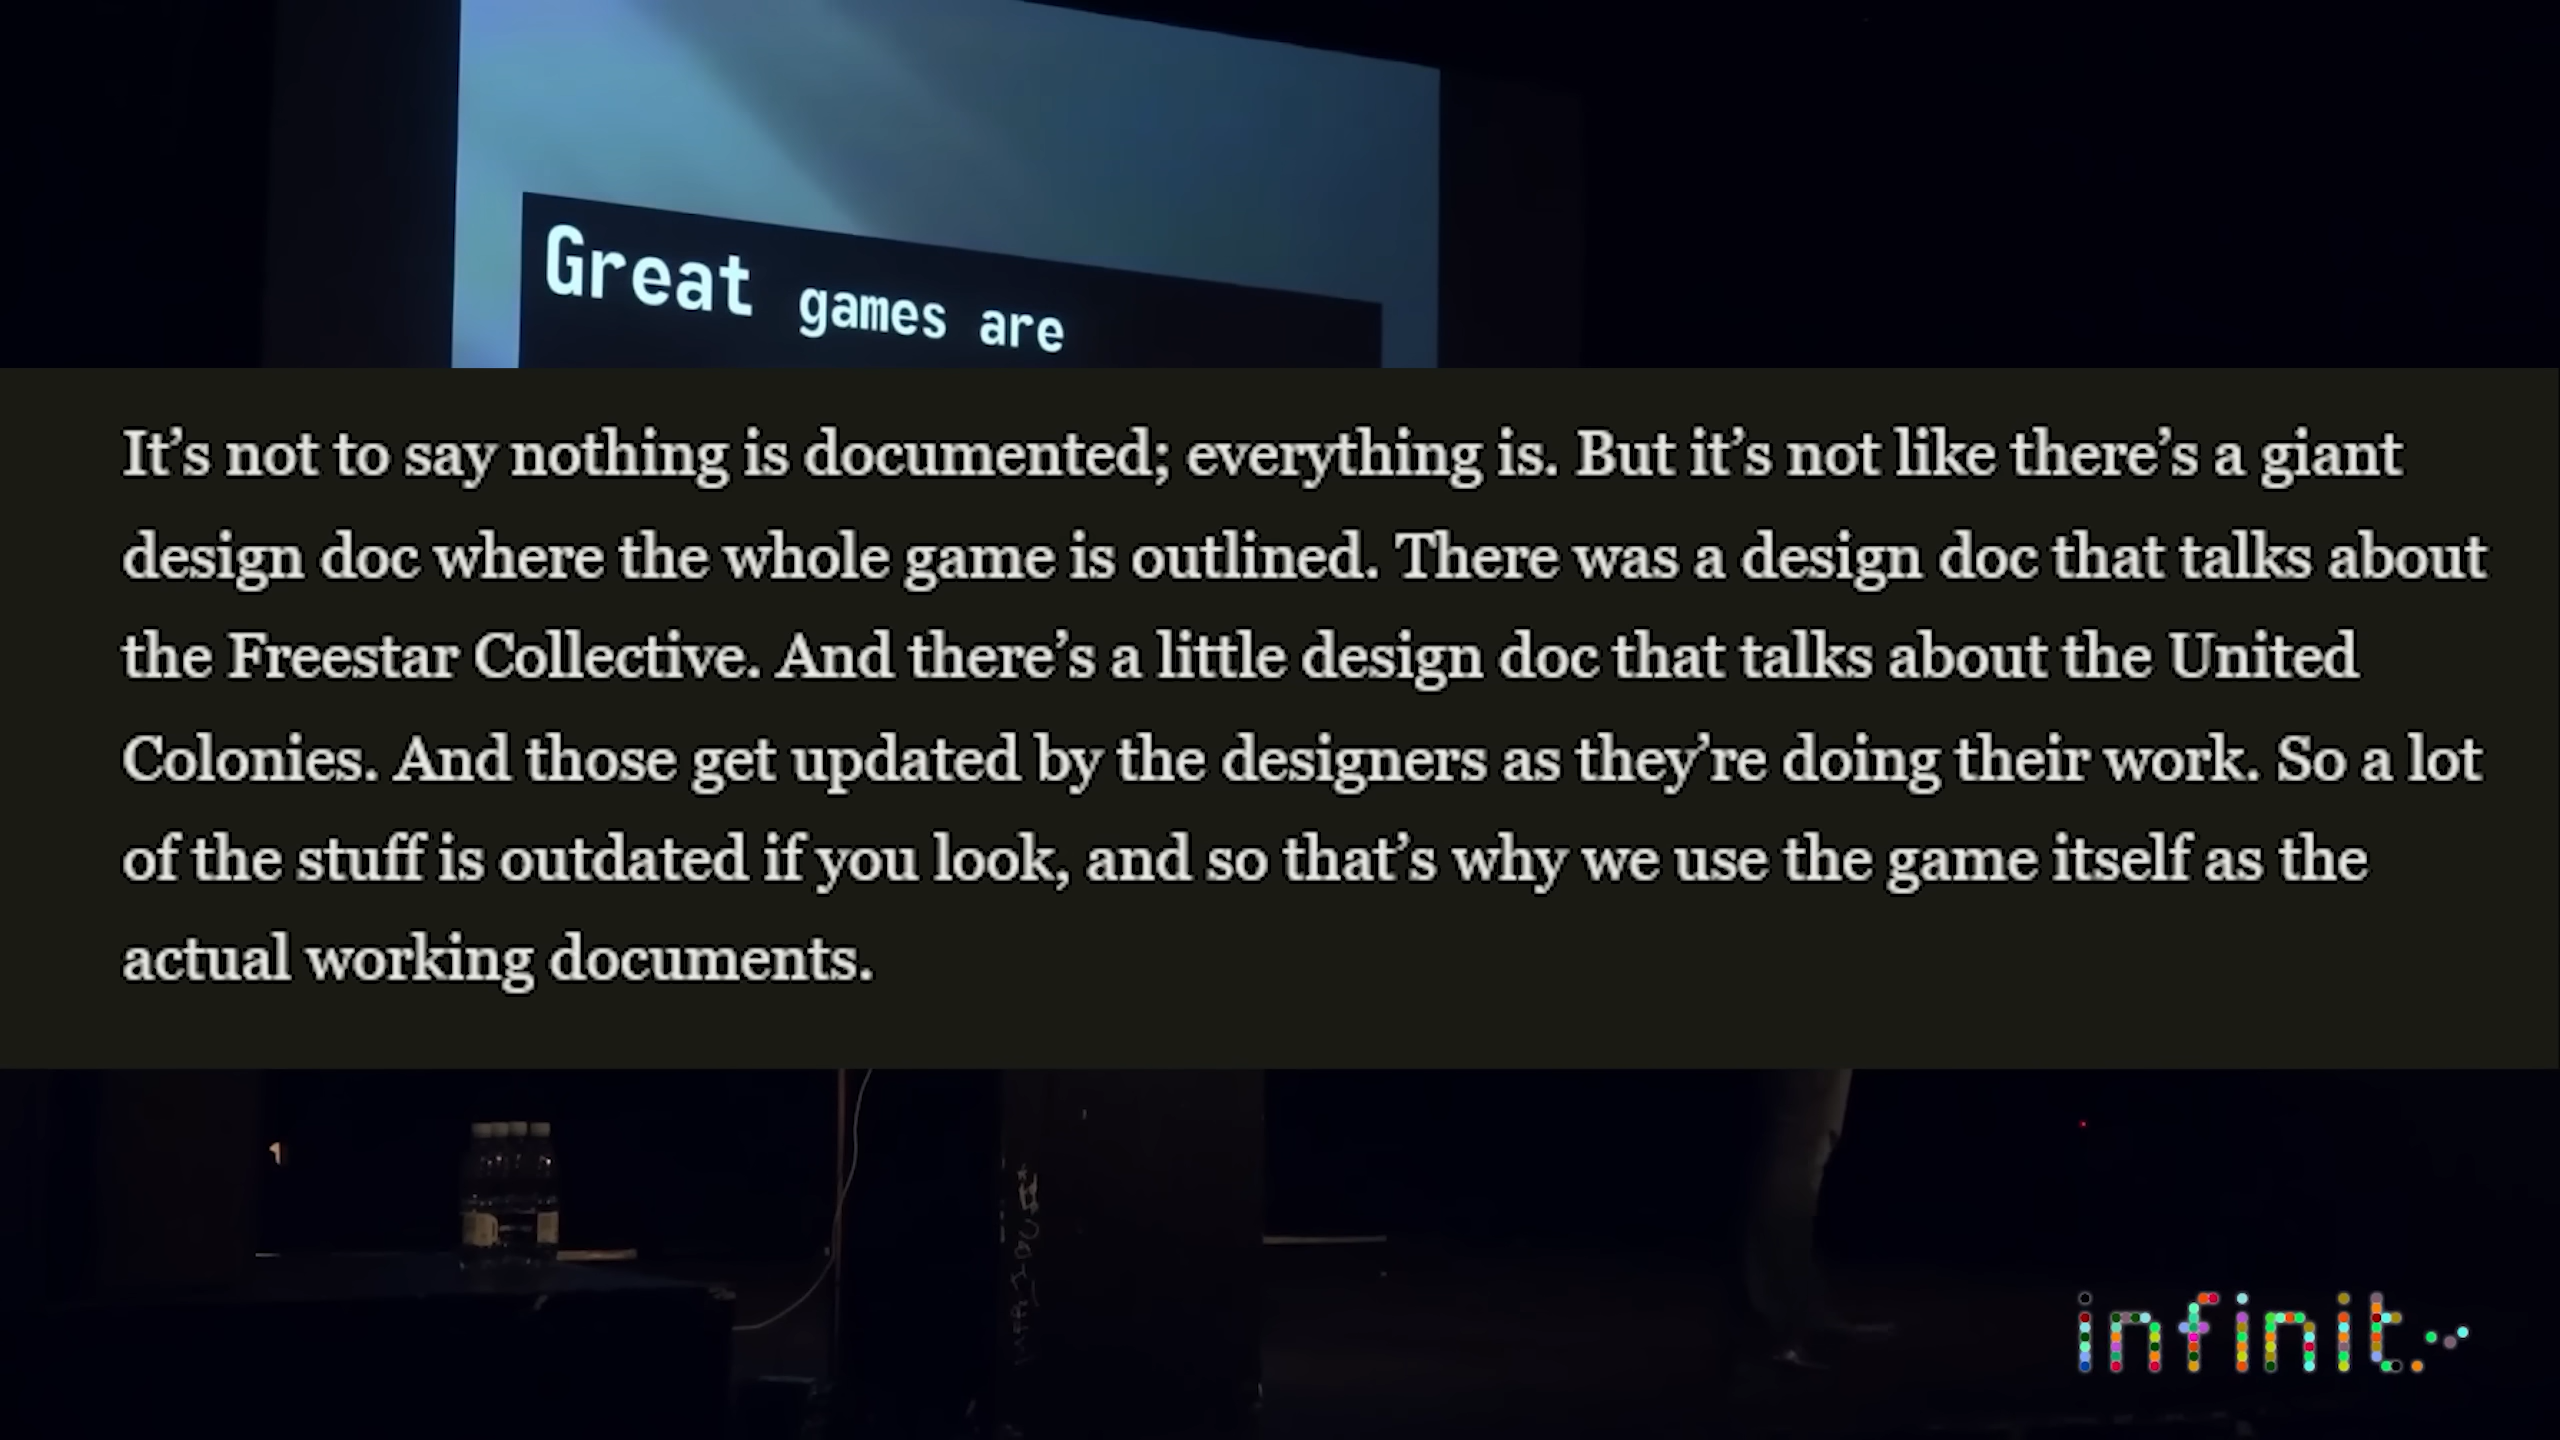 Great games are
It’s not to say nothing is documented; everything is. But it’s not like there’s a giant
design doc where the whole game is outlined. There was a design doc that talks about
the Freestar Collective. And there’s a little design doc that talks about the United
Colonies. And those get updated by the designers as they’re doing their work. So a lot
of the stuff is outdated if you look, and so that’s why we use the game itself as the
actual working documents.
infinit